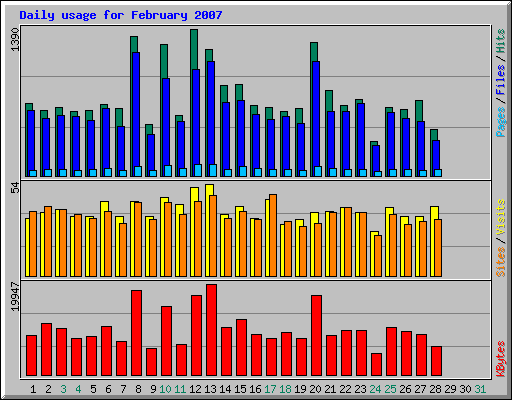 Daily usage for February 2007
1390
54
19947
Pages / Files / Hits
Sites / Visits
KBytes
1 2 3 4 5 6 7 8 9 10 11 12 13 14 15 16 17 18 19 20 21 22 23 24 25 26 27 28 29 30 31